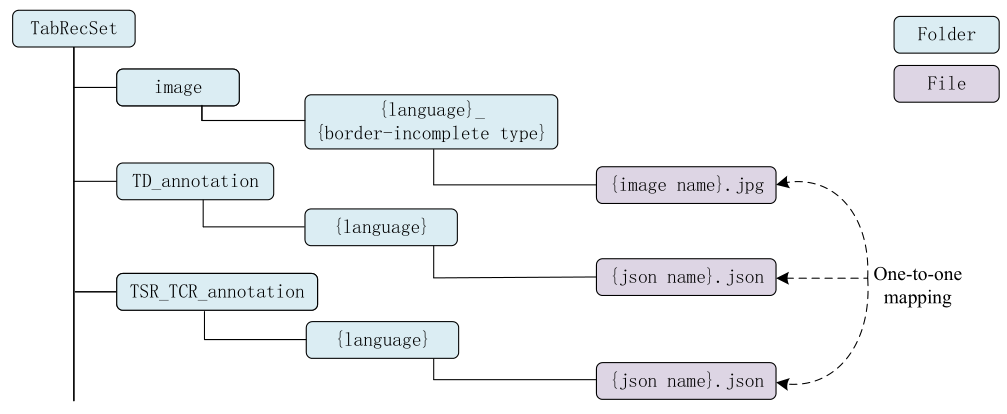 TabRecSet
Folder
image
File
{language}_
{border-incomplete type}
TD_annotation
{image name}.jpg
{language}
{json name}.json
One-to-one
mapping
TSR_TCR_annotation
{language}
{json name}.json